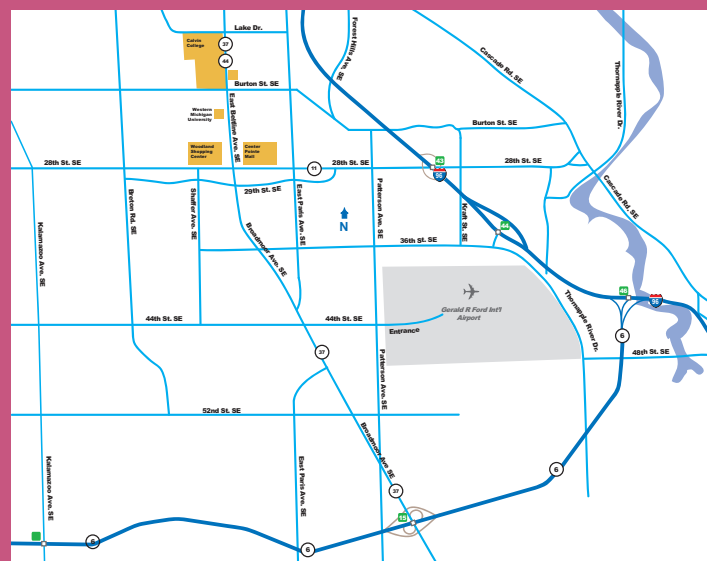 Lake Dr.
Calvin
College
37
44
Forest Hills Ave. SE
Cascade Rd. SE
Thornapple River Dr.
Burton St. SE
Western
Michigan
University
East Beltline Ave. SE
Burton St. SE
Woodland
Shopping
Center
Center
Pointe
Mall
43
96
28th St. SE
11
28th St. SE
28th St. SE
29th St. SE
Kalamazoo Ave. SE
Breton Rd. SE
Shaffer Ave. SE
East Paris Ave. SE
Patterson Ave. SE
Kraft St. SE
Cascade Rd. SE
N
44
Broadmoor Ave. SE
36th St. SE
46
96
Gerald R Ford Int'l
Airport
Thornapple River Dr.
44th St. SE
44th St. SE
Entrance
6
37
Patterson Ave. SE
48th St. SE
52nd St. SE
Broadmoor Ave SE
Kalamazoo Ave. SE
East Paris Ave. SE
6
37
15
6
6